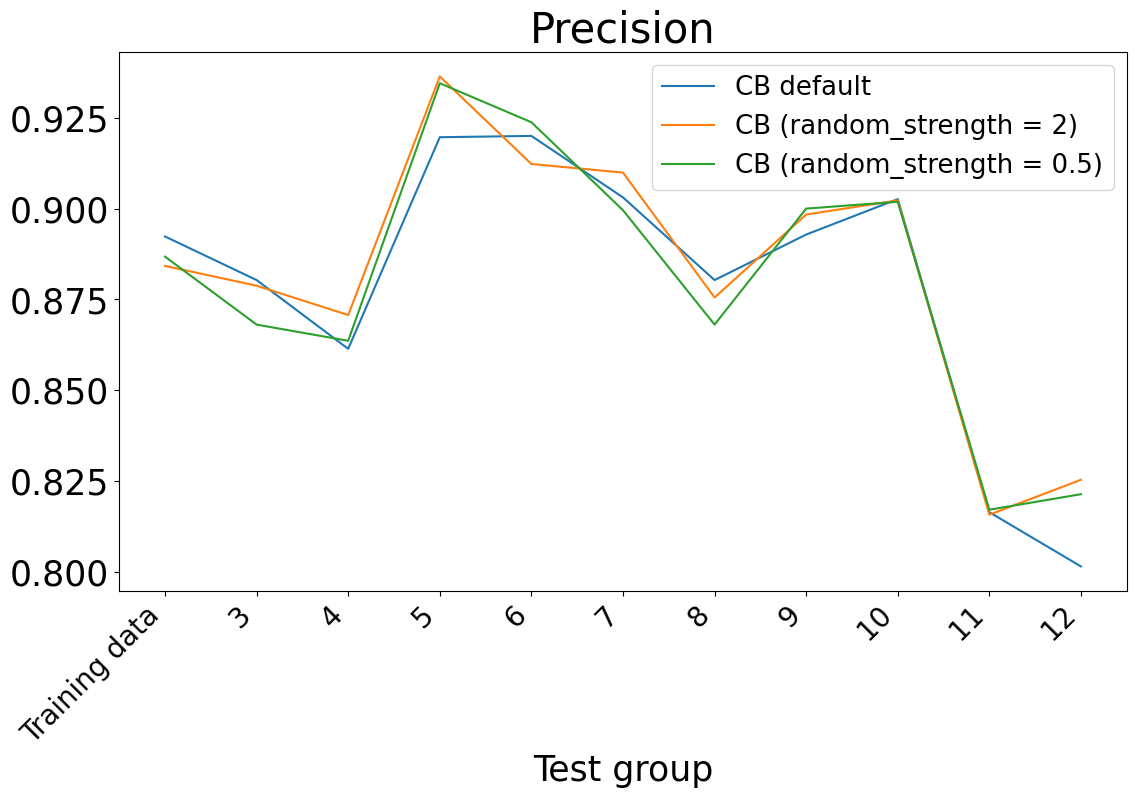 Precision
CB default
CB (random_strength = 2)
CB (random_strength = 0.5)
0.925
0.900
0.875
0.850
0.825
0.800
Training data
3
4
5
6
7
8
9
10
11
12
Test group